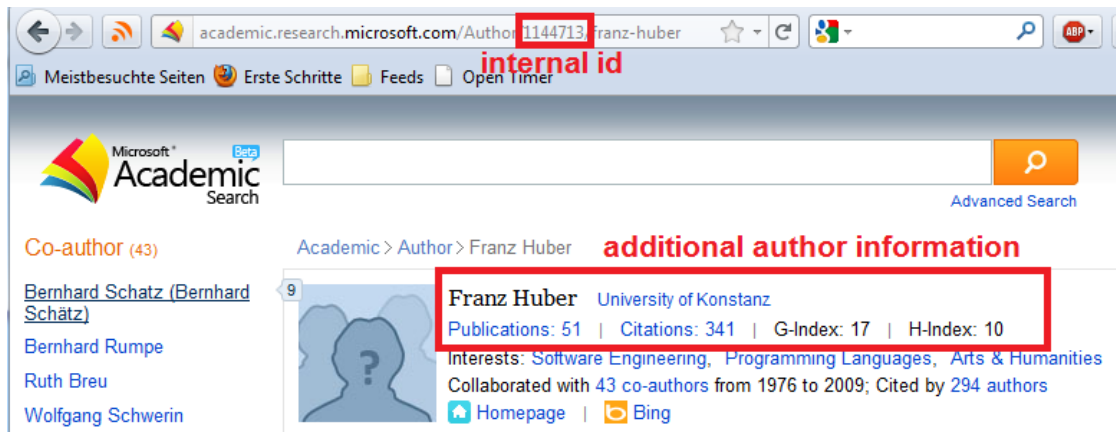 academic.research.microsoft.com/Author/1144713/franz-huber
ABP
internal id
Meistbesuchte Seiten Erste Schritte Feeds Open Timer
Microsoft® Academic Search Beta
Advanced Search
Co-author (43)
Academic > Author > Franz Huber
additional author information
Bernhard Schatz (Bernhard
Schätz)
9
Franz Huber University of Konstanz
Publications: 51 | Citations: 341 | G-Index: 17 | H-Index: 10
Bernhard Rumpe
Interests: Software Engineering, Programming Languages, Arts & Humanities
Ruth Breu
?
Collaborated with 43 co-authors from 1976 to 2009; Cited by 294 authors
Wolfgang Schwerin
Homepage | Bing